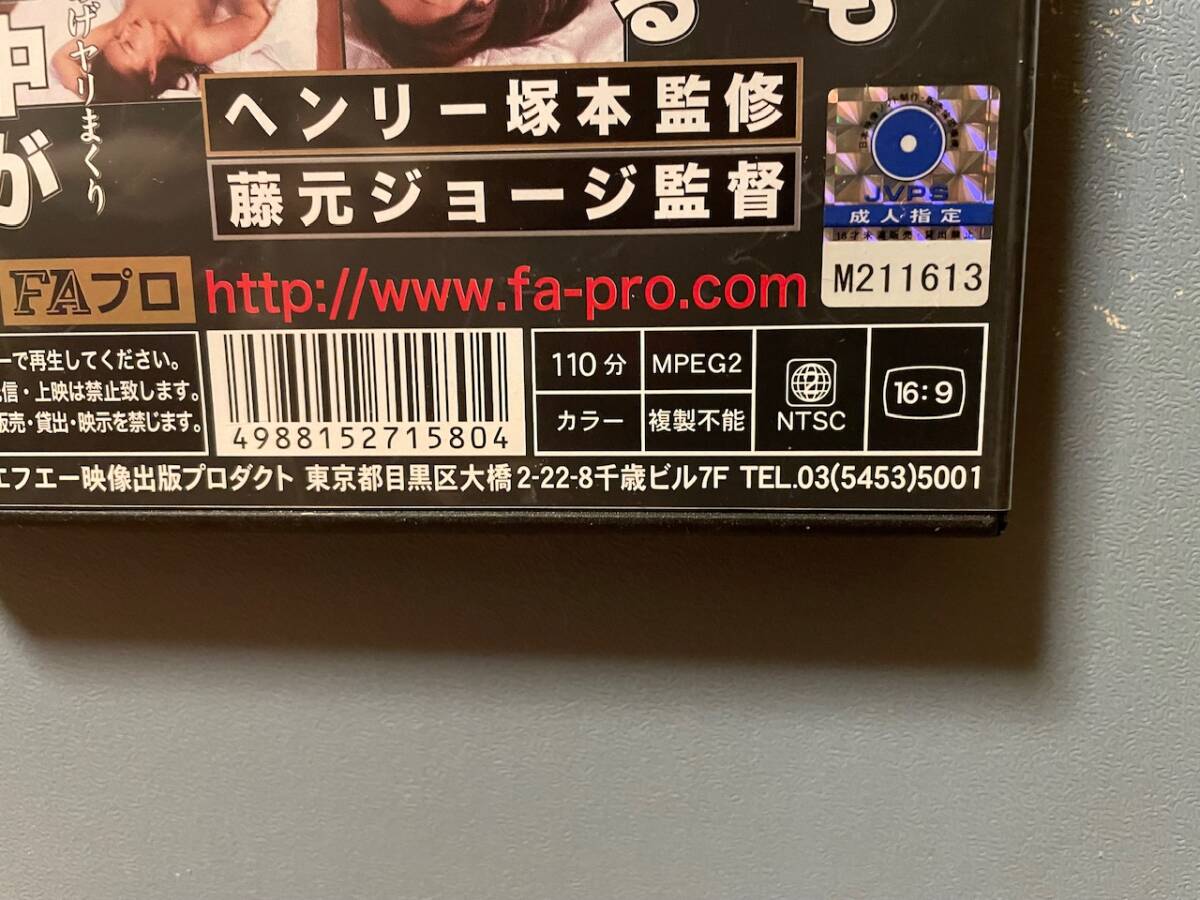 も
る
げヤリまくり
中
が
ヘンリー塚本監修
藤元ジョージ監督
JVPS
成人指定
M211613
FAプロ
http://www.fa-pro.com
ーで再生してください。
信・上映は禁止致します。
販売・貸出・映示を禁じます。
4988152715804
110分
MPEG2
カラー
複製不能
2
NTSC
16:9
エフエー映像出版プロダクト 東京都目黒区大橋2-22-8千歳ビル7F TEL.03(5453)5001